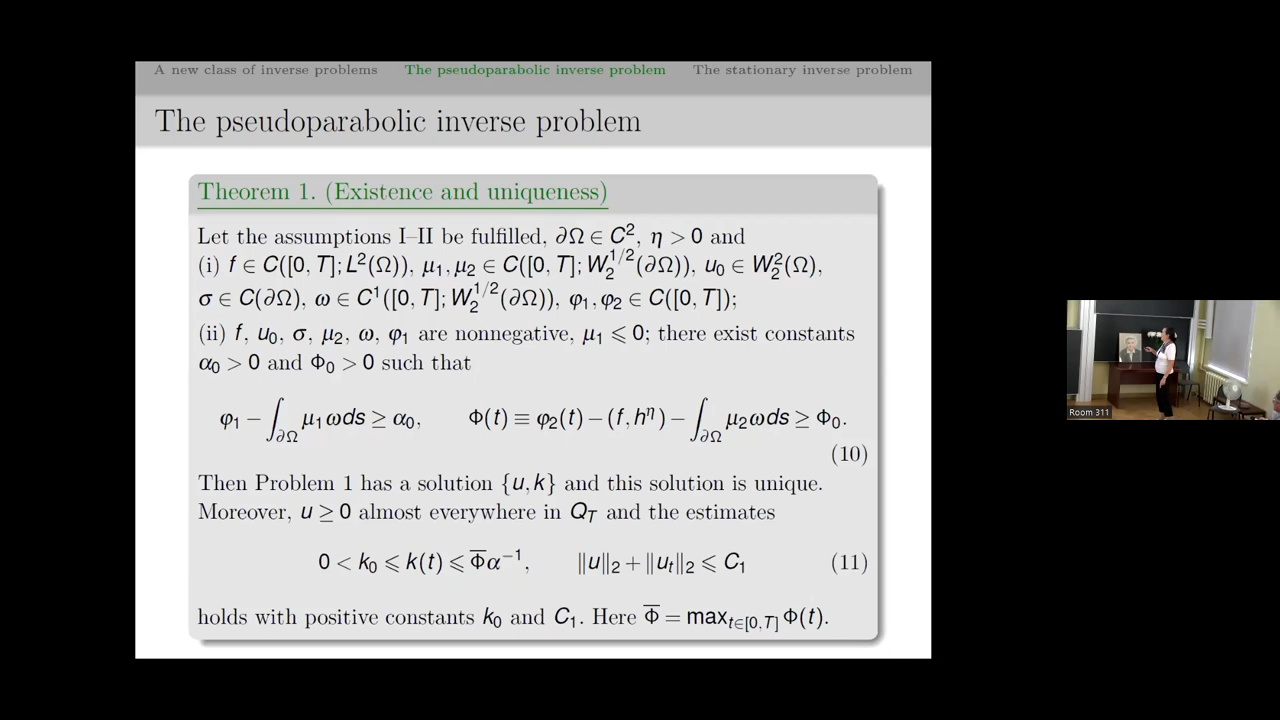 A new class of inverse problems The pseudoparabolic inverse problem The stationary inverse problem
The pseudoparabolic inverse problem
Theorem 1. (Existence and uniqueness)
Let the assumptions I–II be fulfilled, ∂Ω ∈ C², η > 0 and
(i) f ∈ C([0, T]; L²(Ω)), μ₁, μ₂ ∈ C([0, T]; W₂^{1/2}(∂Ω)), u₀ ∈ W₂²(Ω),
σ ∈ C(∂Ω), ω ∈ C¹([0, T]; W₂^{1/2}(∂Ω)), φ₁, φ₂ ∈ C([0, T]);
(ii) f, u₀, σ, μ₂, ω, φ₁ are nonnegative, μ₁ ⩽ 0; there exist constants
α₀ > 0 and Φ₀ > 0 such that
φ₁ − ∫_{∂Ω} μ₁ωds ≥ α₀, Φ(t) ≡ φ₂(t) − (f, h^η) − ∫_{∂Ω} μ₂ωds ≥ Φ₀.
(10)
Then Problem 1 has a solution {u, k} and this solution is unique.
Moreover, u ≥ 0 almost everywhere in Q_T and the estimates
0 < k₀ ⩽ k(t) ⩽ Φ̅α⁻¹, ‖u‖₂ + ‖u_t‖₂ ⩽ C₁ (11)
holds with positive constants k₀ and C₁. Here Φ̅ = max_{t∈[0,T]} Φ(t).
Room 311